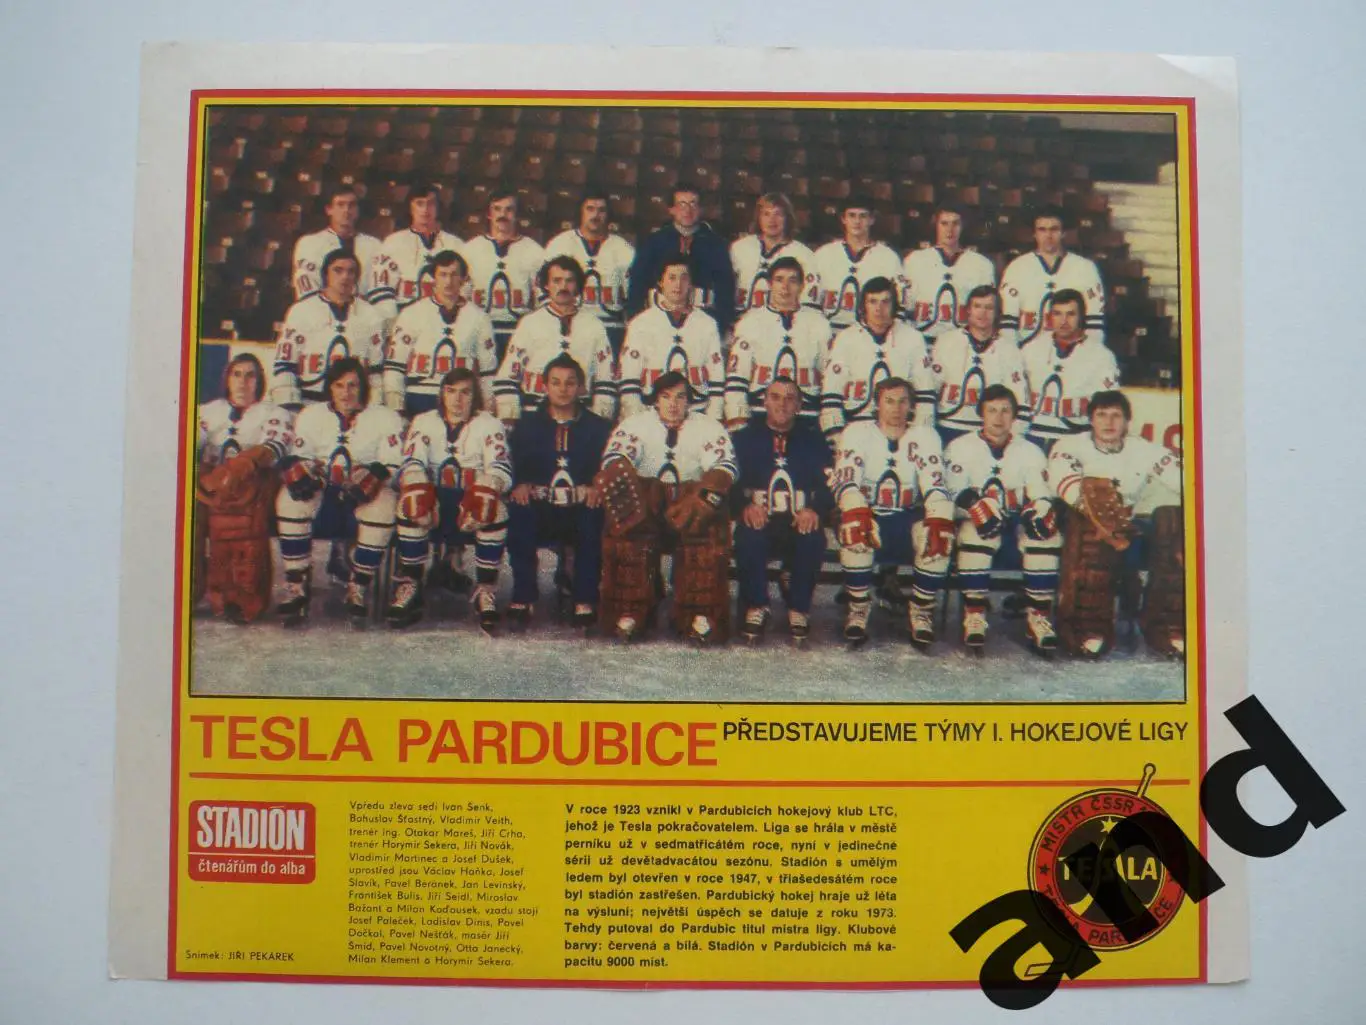 TESLA PARDUBICE
PŘEDSTAVUJEME TÝMY I. HOKEJOVÉ LIGY
STADIÓN
čtenářům do alba
Vpředu zleva sedí Ivan Šenk,
Bohuslav Šťastný, Vladimír Veith,
trenér ing. Otakar Mareš, Jiří Crha,
trenér Horymír Sekera, Jiří Novák,
Vladimír Martinec a Josef Dušek,
uprostřed jsou Václav Haňka, Josef
Slavík, Pavel Beránek, Jan Levinský,
František Bulis, Jiří Seidl, Miroslav
Bažant a Milan Koďousek, vzadu stojí
Josef Paleček, Ladislav Dinis, Pavel
Dočkal, Pavel Nešťák, masér Jiří
Šmíd, Pavel Novotný, Otta Janecký,
Milan Klement a Horymír Sekera.
Snímek: JIŘÍ PEKÁREK
V roce 1923 vznikl v Pardubicích hokejový klub LTC,
jehož je Tesla pokračovatelem. Liga se hrála v městě
perníku už v sedmatřicátém roce, nyní v jedinečné
sérii už devětadvacátou sezónu. Stadión s umělým
ledem byl otevřen v roce 1947, v třiašedesátém roce
byl stadión zastřešen. Pardubický hokej hraje už léta
na výsluní; největší úspěch se datuje z roku 1973.
Tehdy putoval do Pardubic titul mistra ligy. Klubové
barvy: červená a bílá. Stadión v Pardubicích má ka-
pacitu 9000 míst.
MISTR ČSSR
TESLA
TESLA PARDUBICE
and